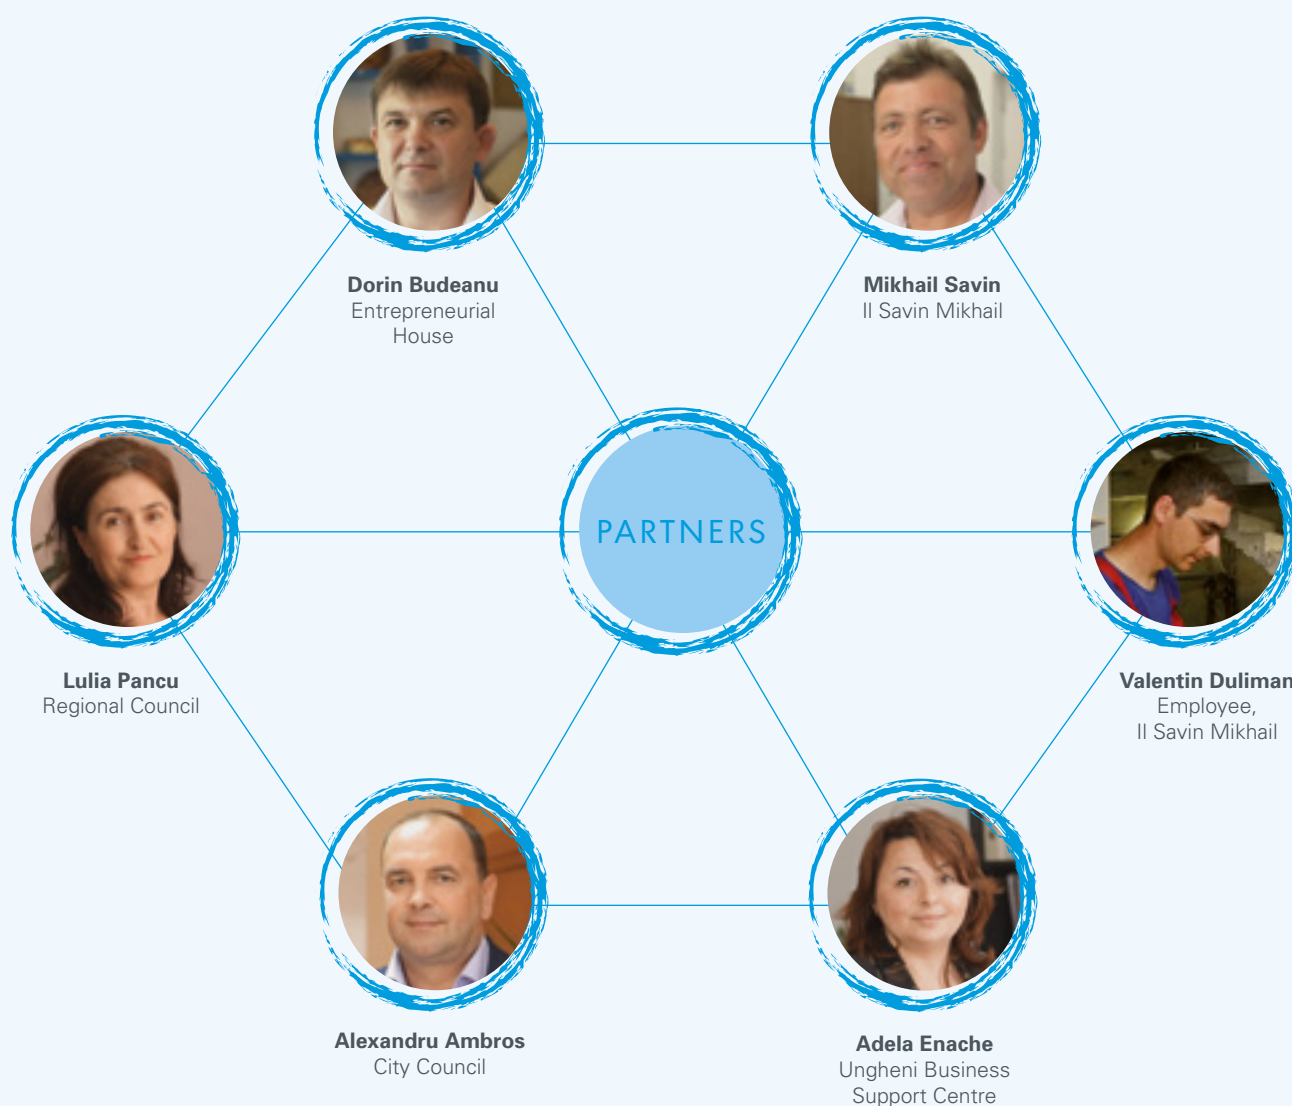 Dorin Budeanu
Entrepreneurial
House
Mikhail Savin
II Savin Mikhail
PARTNERS
Lulia Pancu
Regional Council
Valentin Duliman
Employee,
II Savin Mikhail
Alexandru Ambros
City Council
Adela Enache
Ungheni Business
Support Centre